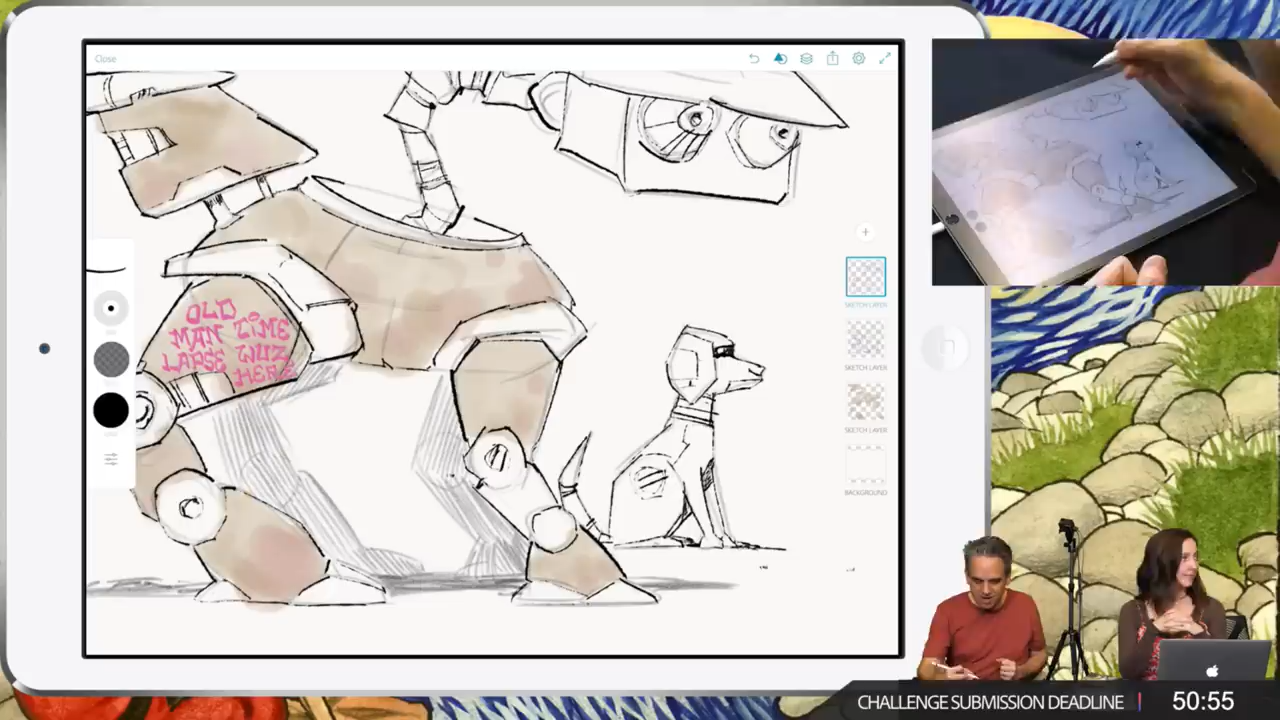 Close
OLD
MAN TiME
LAPSE WUZ
HERE
SKETCH LAYER
SKETCH LAYER
SKETCH LAYER
BACKGROUND
CHALLENGE SUBMISSION DEADLINE | 50:55